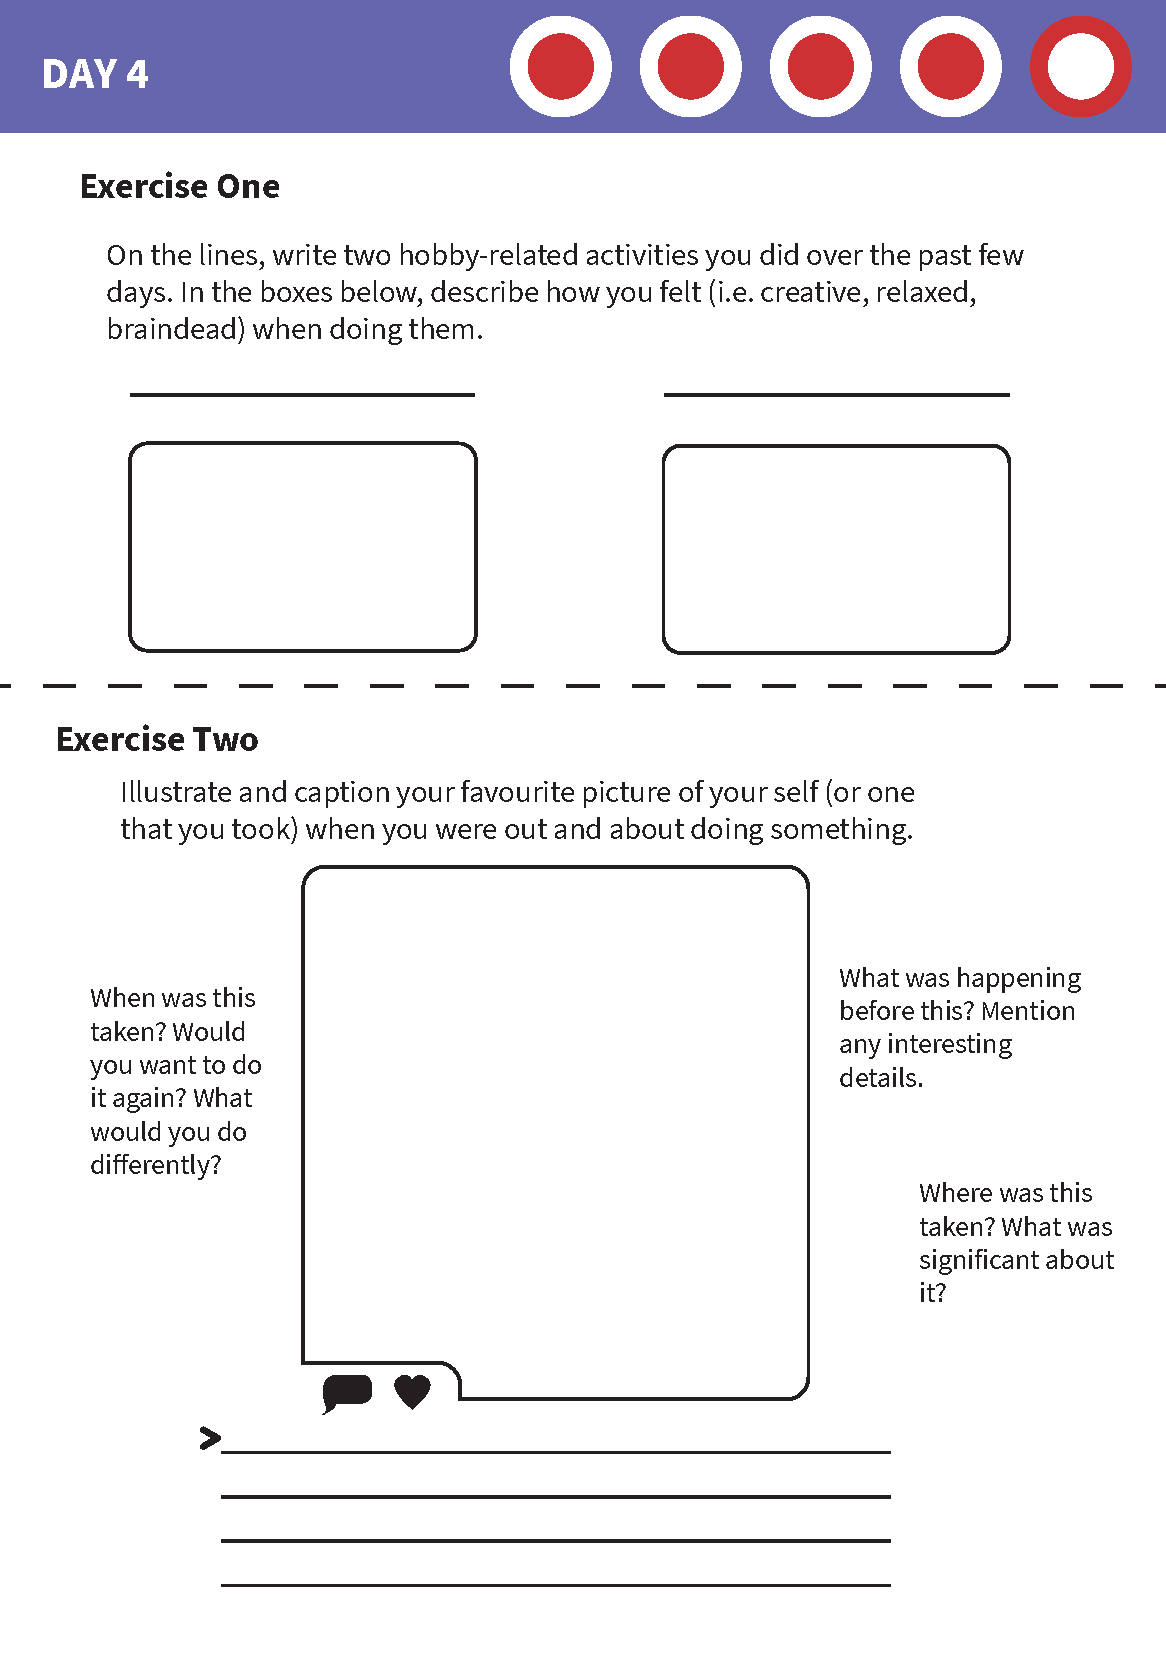 DAY 4
Exercise One
On the lines, write two hobby-related activities you did over the past few
days. In the boxes below, describe how you felt (i.e. creative, relaxed,
braindead) when doing them.
Exercise Two
Illustrate and caption your favourite picture of your self (or one
that you took) when you were out and about doing something.
When was this
taken? Would
you want to do
it again? What
would you do
differently?
What was happening
before this? Mention
any interesting
details.
Where was this
taken? What was
significant about
it?
>